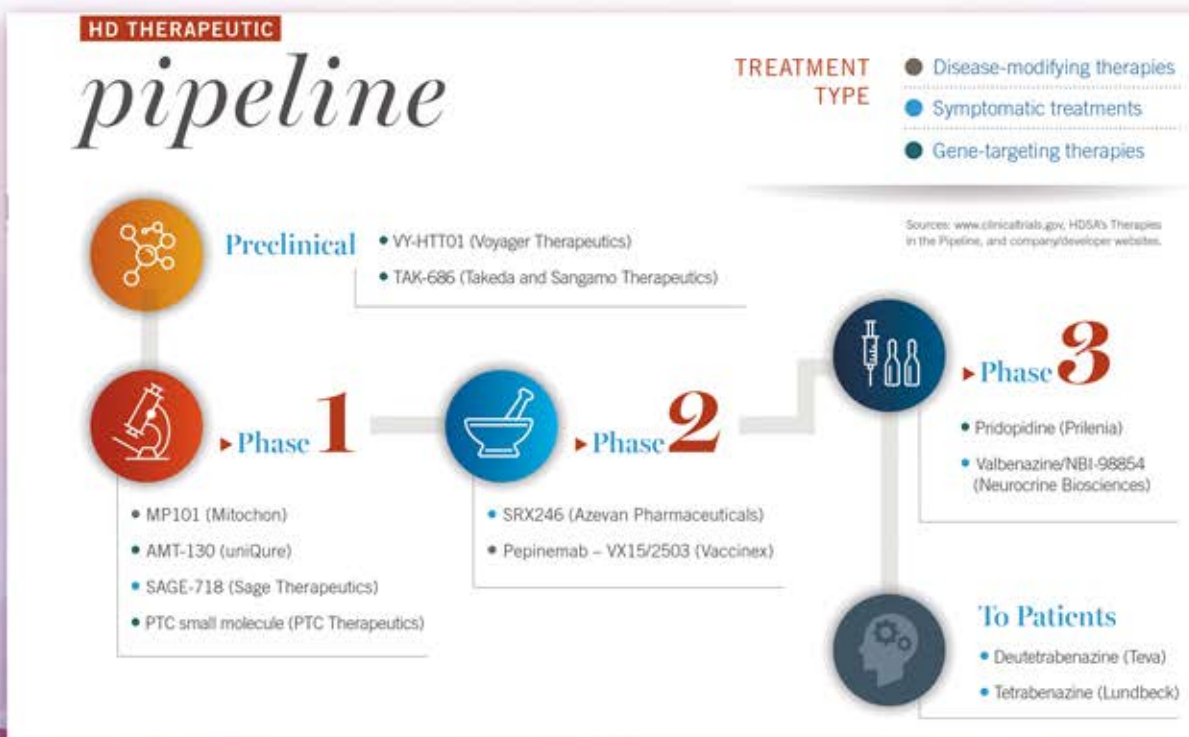 HD THERAPEUTIC
pipeline
TREATMENT
TYPE
Disease-modifying therapies
Symptomatic treatments
Gene-targeting therapies
Sources: www.clinicaltrials.gov, HDSA's Therapies
in the Pipeline, and company/developer websites.
Preclinical
• VY-HTT01 (Voyager Therapeutics)
• TAK-686 (Takeda and Sangamo Therapeutics)
Phase 1
• MP101 (Mitochon)
• AMT-130 (uniQure)
• SAGE-718 (Sage Therapeutics)
• PTC small molecule (PTC Therapeutics)
Phase 2
• SRX246 (Azevan Pharmaceuticals)
• Pepinemab – VX15/2503 (Vaccinex)
Phase 3
• Pridopidine (Prilenia)
• Valbenazine/NBI-98854
(Neurocrine Biosciences)
To Patients
• Deutetrabenazine (Teva)
• Tetrabenazine (Lundbeck)